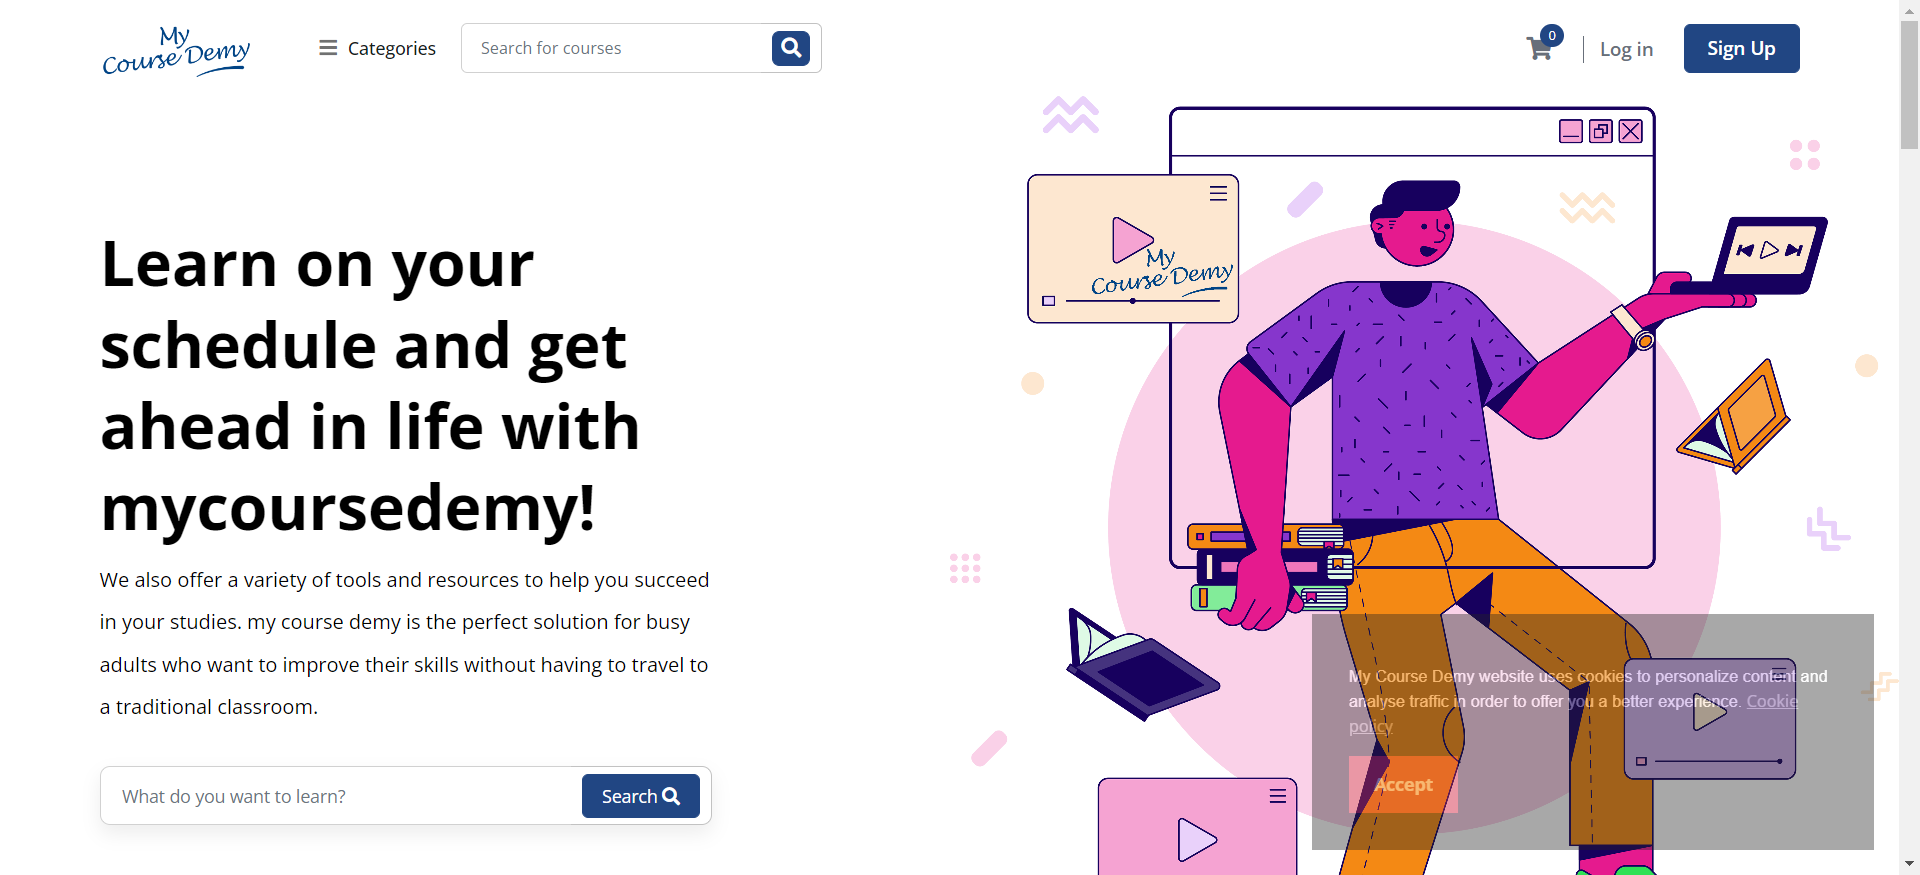 My
Course Demy
Categories
Search for courses
0
Log in
Sign Up
Learn on your
schedule and get
ahead in life with
mycoursedemy!
We also offer a variety of tools and resources to help you succeed
in your studies. my course demy is the perfect solution for busy
adults who want to improve their skills without having to travel to
a traditional classroom.
What do you want to learn?
Search
My
Course Demy
My Course Demy website uses cookies to personalize content and
analyse traffic in order to offer you a better experience. Cookie
policy
Accept